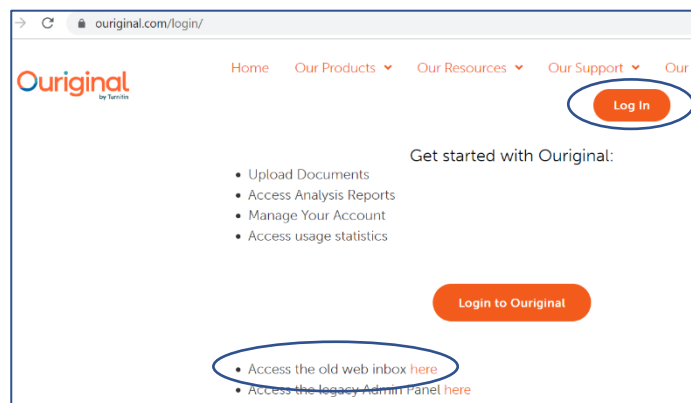 ouriginal.com/login/
Ouriginal
by Turnitin
Home Our Products Our Resources Our Support Our
Log In
Get started with Ouriginal:
• Upload Documents
• Access Analysis Reports
• Manage Your Account
• Access usage statistics
Login to Ouriginal
• Access the old web inbox here
• Access the legacy Admin Panel here